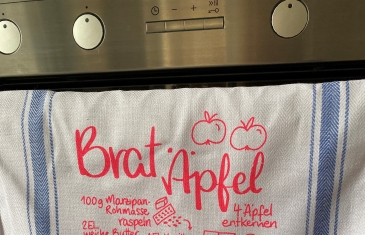 Brat-Äpfel
100g Marzipan-
Rohmasse
raspeln
4 Äpfel
entkernen
2EL
weiche Butter